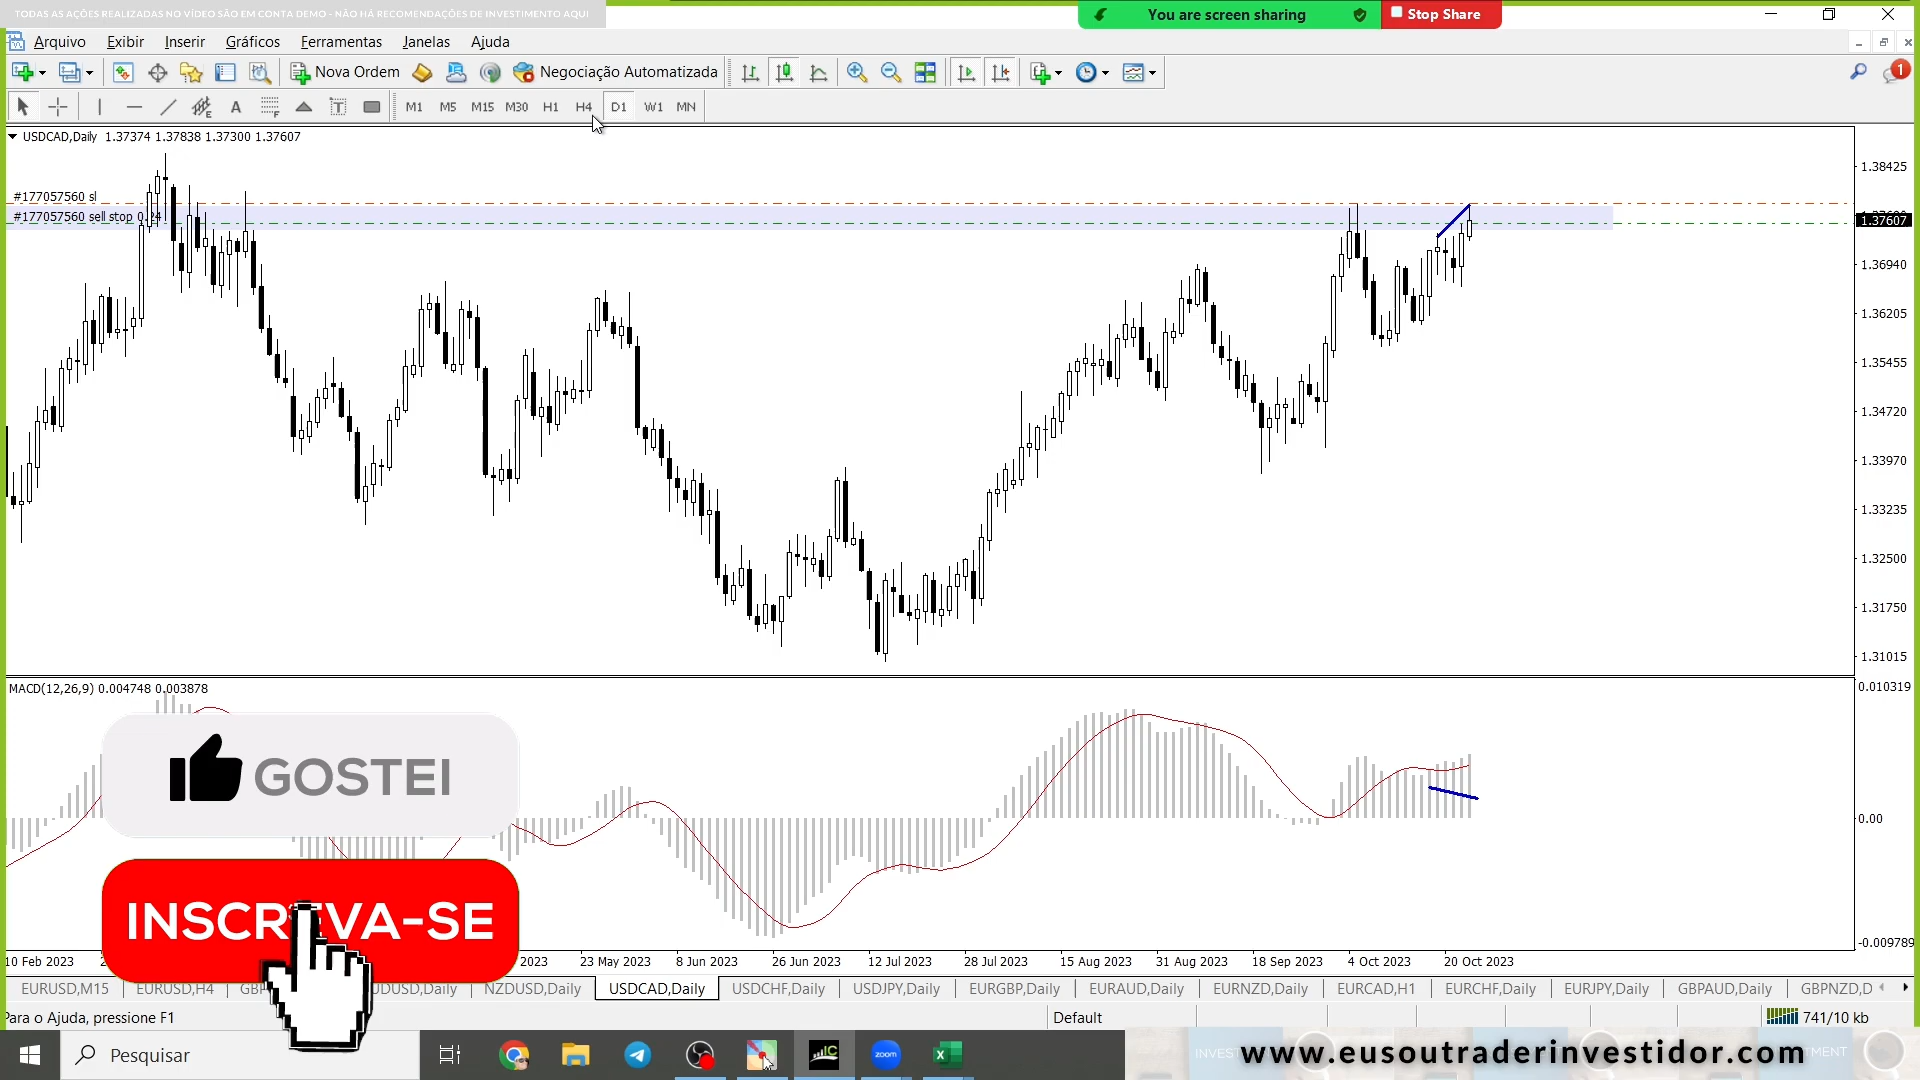 TODAS AS AÇÕES REALIZADAS NO VÍDEO SÃO EM CONTA DEMO - NÃO HÁ RECOMENDAÇÕES DE INVESTIMENTO AQUI
You are screen sharing
Stop Share
Arquivo Exibir Inserir Gráficos Ferramentas Janelas Ajuda
Nova Ordem Negociação Automatizada
1
A M1 M5 M15 M30 H1 H4 D1 W1 MN
USDCAD,Daily 1.37374 1.37838 1.37300 1.37607
1.38425
#177057560 sl
#177057560 sell stop 0.24
1.37607
1.36940
1.36205
1.35455
1.34720
1.33970
1.33235
1.32500
1.31750
1.31015
MACD(12,26,9) 0.004748 0.003878
0.010319
GOSTEI
0.00
INSCREVA-SE
-0.009789
10 Feb 2023 2023 23 May 2023 8 Jun 2023 26 Jun 2023 12 Jul 2023 28 Jul 2023 15 Aug 2023 31 Aug 2023 18 Sep 2023 4 Oct 2023 20 Oct 2023
EURUSD,M15 EURUSD,H4 USDCAD,Daily NZDUSD,Daily USDCHF,Daily USDJPY,Daily EURGBP,Daily EURAUD,Daily EURNZD,Daily EURCAD,H1 EURCHF,Daily EURJPY,Daily GBPAUD,Daily GBPNZD,D
Para o Ajuda, pressione F1 Default 741/10 kb
Pesquisar
zoom
IC
www.eusoutraderinvestidor.com